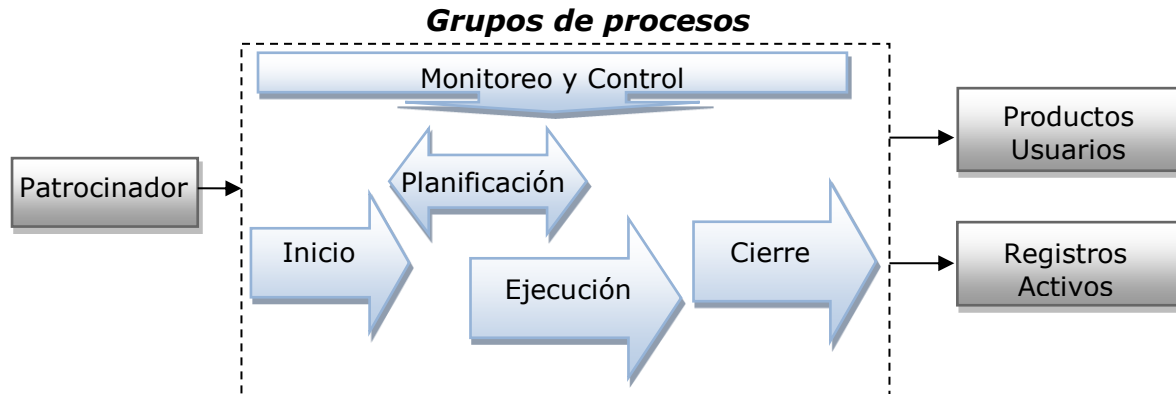 Grupos de procesos
Monitoreo y Control
Patrocinador
Planificación
Inicio
Ejecución
Cierre
Productos
Usuarios
Registros
Activos